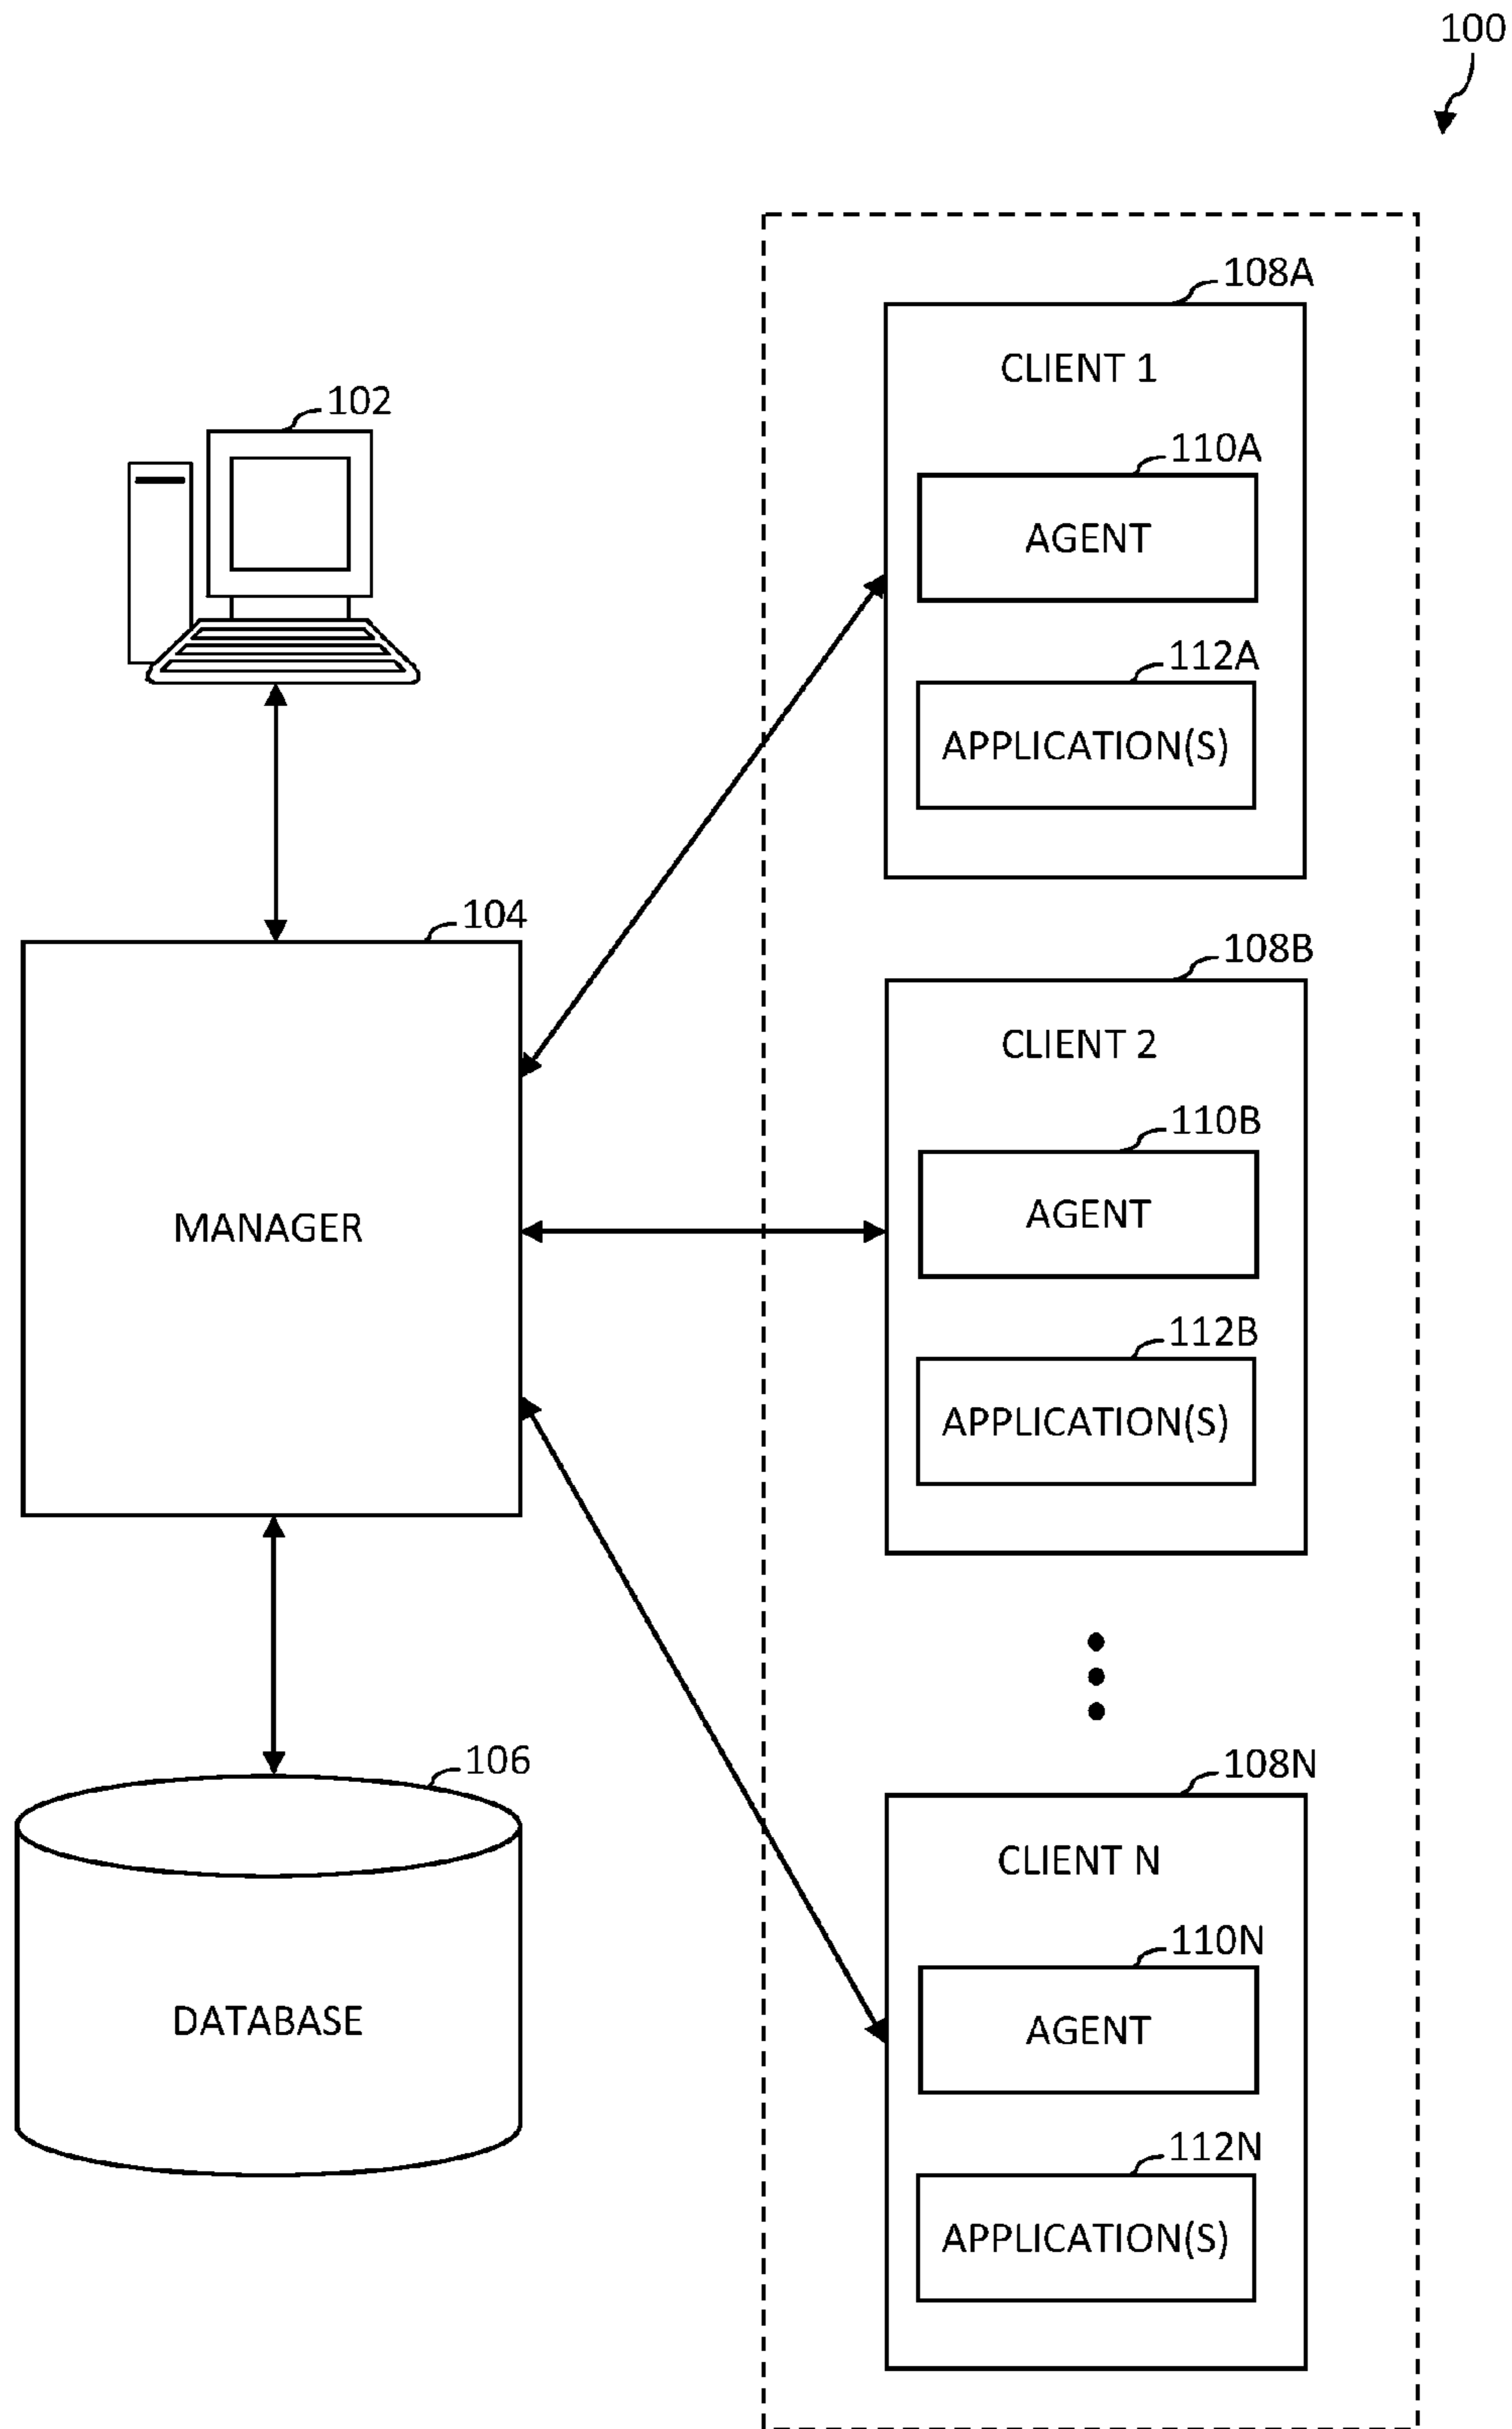 100
108A
CLIENT 1
102
110A
AGENT
112A
APPLICATION(S)
104
108B
CLIENT 2
110B
MANAGER
AGENT
112B
APPLICATION(S)
106
108N
CLIENT N
110N
DATABASE
AGENT
112N
APPLICATION(S)